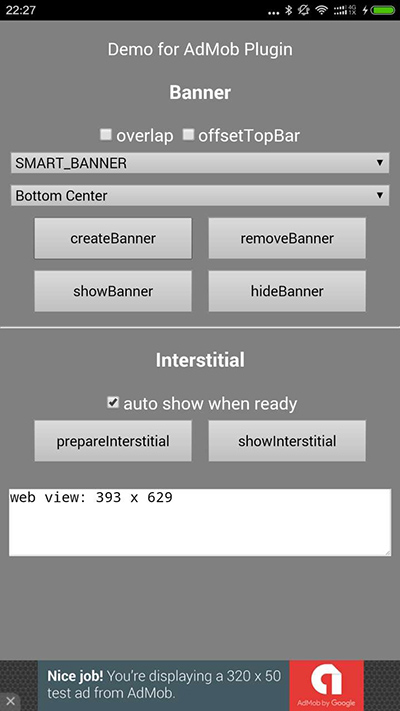 22:27
4G
1X
Demo for AdMob Plugin
Banner
overlap
offsetTopBar
SMART_BANNER
Bottom Center
createBanner
removeBanner
showBanner
hideBanner
Interstitial
auto show when ready
prepareInterstitial
showInterstitial
web view: 393 x 629
Nice job! You're displaying a 320 x 50
test ad from AdMob.
AdMob by Google